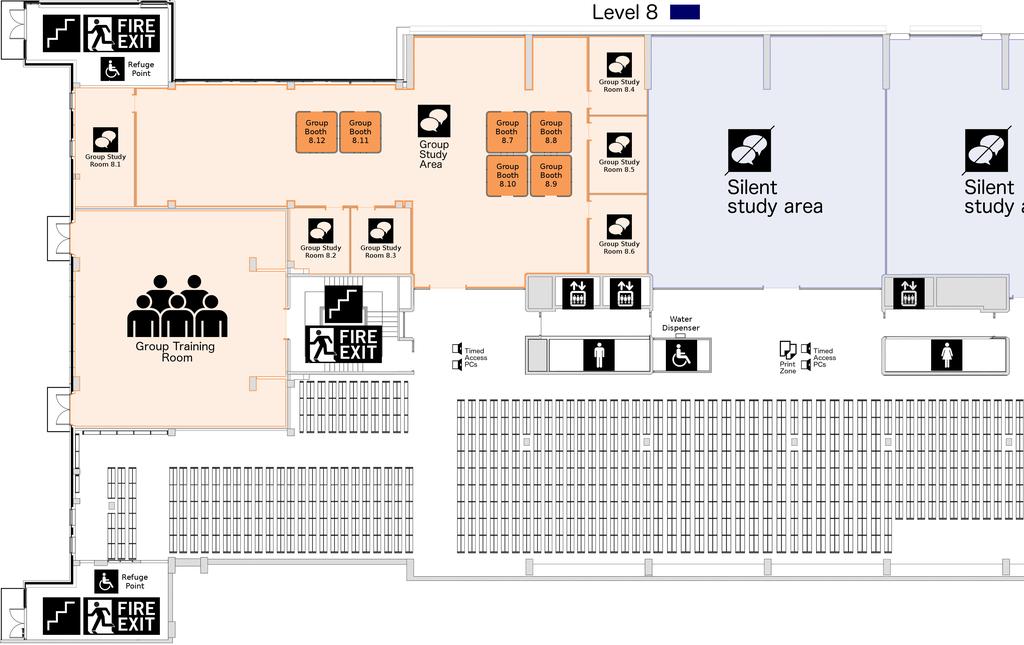 Level 8
FIRE
EXIT
Refuge
Point
Group Study
Room 8.1
Group
Booth
8.12
Group
Booth
8.11
Group
Study
Area
Group
Booth
8.7
Group
Booth
8.8
Group
Booth
8.10
Group
Booth
8.9
Group Study
Room 8.4
Group Study
Room 8.5
Group Study
Room 8.6
Silent
study area
Silent
study a
Group Study
Room 8.2
Group Study
Room 8.3
Group Training
Room
FIRE
EXIT
Timed
Access
PCs
Water
Dispenser
Print
Zone
Timed
Access
PCs
Refuge
Point
FIRE
EXIT